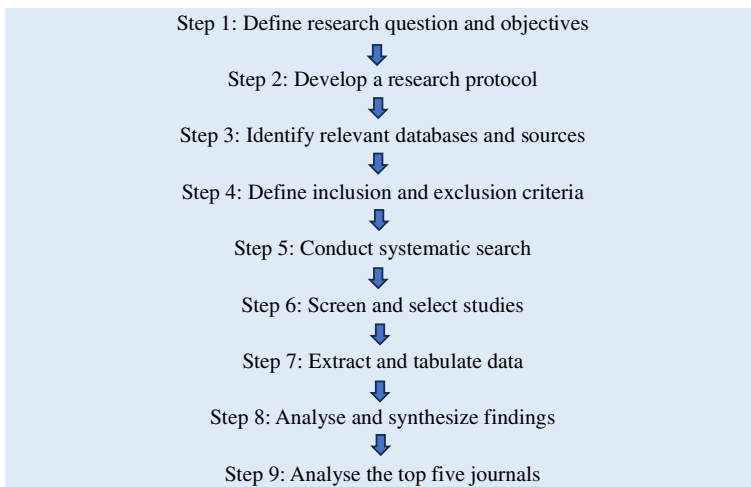 Step 1: Define research question and objectives
Step 2: Develop a research protocol
Step 3: Identify relevant databases and sources
Step 4: Define inclusion and exclusion criteria
Step 5: Conduct systematic search
Step 6: Screen and select studies
Step 7: Extract and tabulate data
Step 8: Analyse and synthesize findings
Step 9: Analyse the top five journals